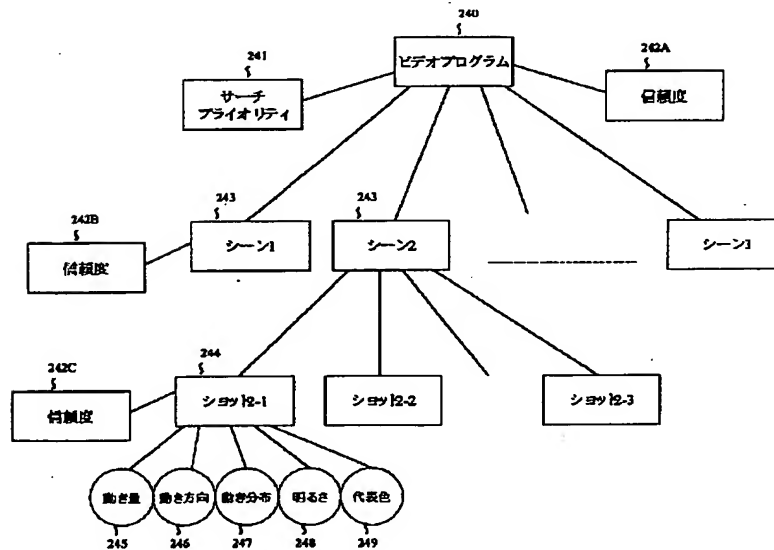 240
ビデオプログラム
241
サーチ
プライオリティ
242A
信頼度
243
シーン1
243
シーン2
シーン3
242B
信頼度
244
ショット2-1
ショット2-2
ショット2-3
242C
信頼度
動き量
動き方向
動き分布
明るさ
代表色
245
246
247
248
249